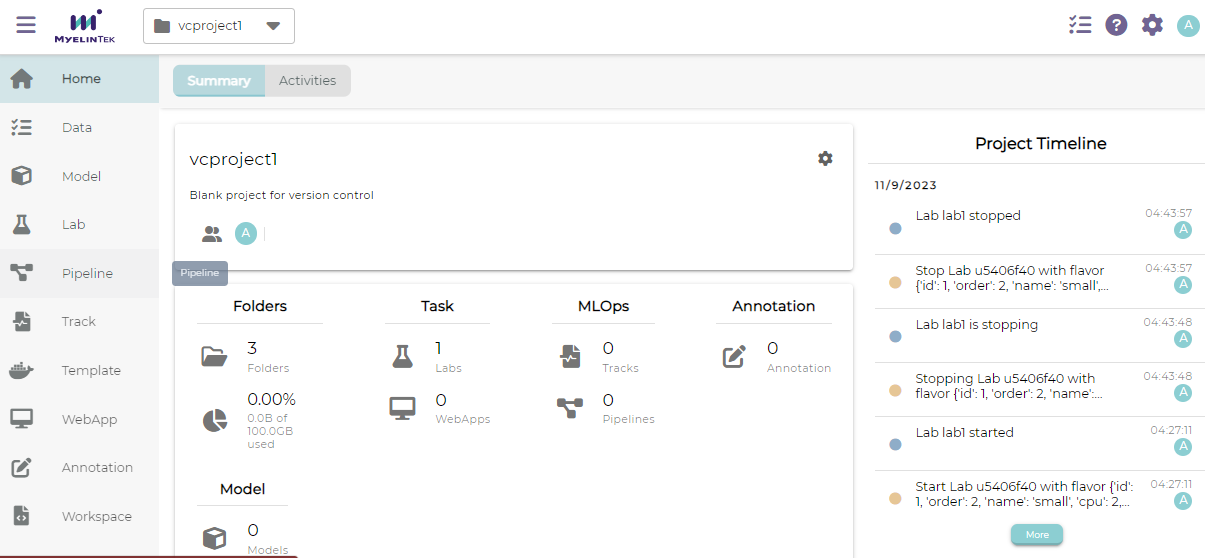 MYELINTEK
vcproject1
?
A
Home
Data
Model
Lab
Pipeline
Track
Template
WebApp
Annotation
Workspace
Summary
Activities
vcproject1
Blank project for version control
A
Pipeline
Folders
3
Folders
0.00%
0.0B of
100.0GB
used
Task
1
Labs
0
WebApps
MLOps
0
Tracks
0
Pipelines
Annotation
0
Annotation
Model
0
Models
Project Timeline
11/9/2023
Lab lab1 stopped
04:43:57
A
Stop Lab u5406f40 with flavor
{'id': 1, 'order': 2, 'name': 'small',...
04:43:57
A
Lab lab1 is stopping
04:43:48
A
Stopping Lab u5406f40 with
flavor {'id': 1, 'order': 2, 'name':...
04:43:48
A
Lab lab1 started
04:27:11
A
Start Lab u5406f40 with flavor {'id':
1, 'order': 2, 'name': 'small', 'cpu': 2,...
04:27:11
A
More